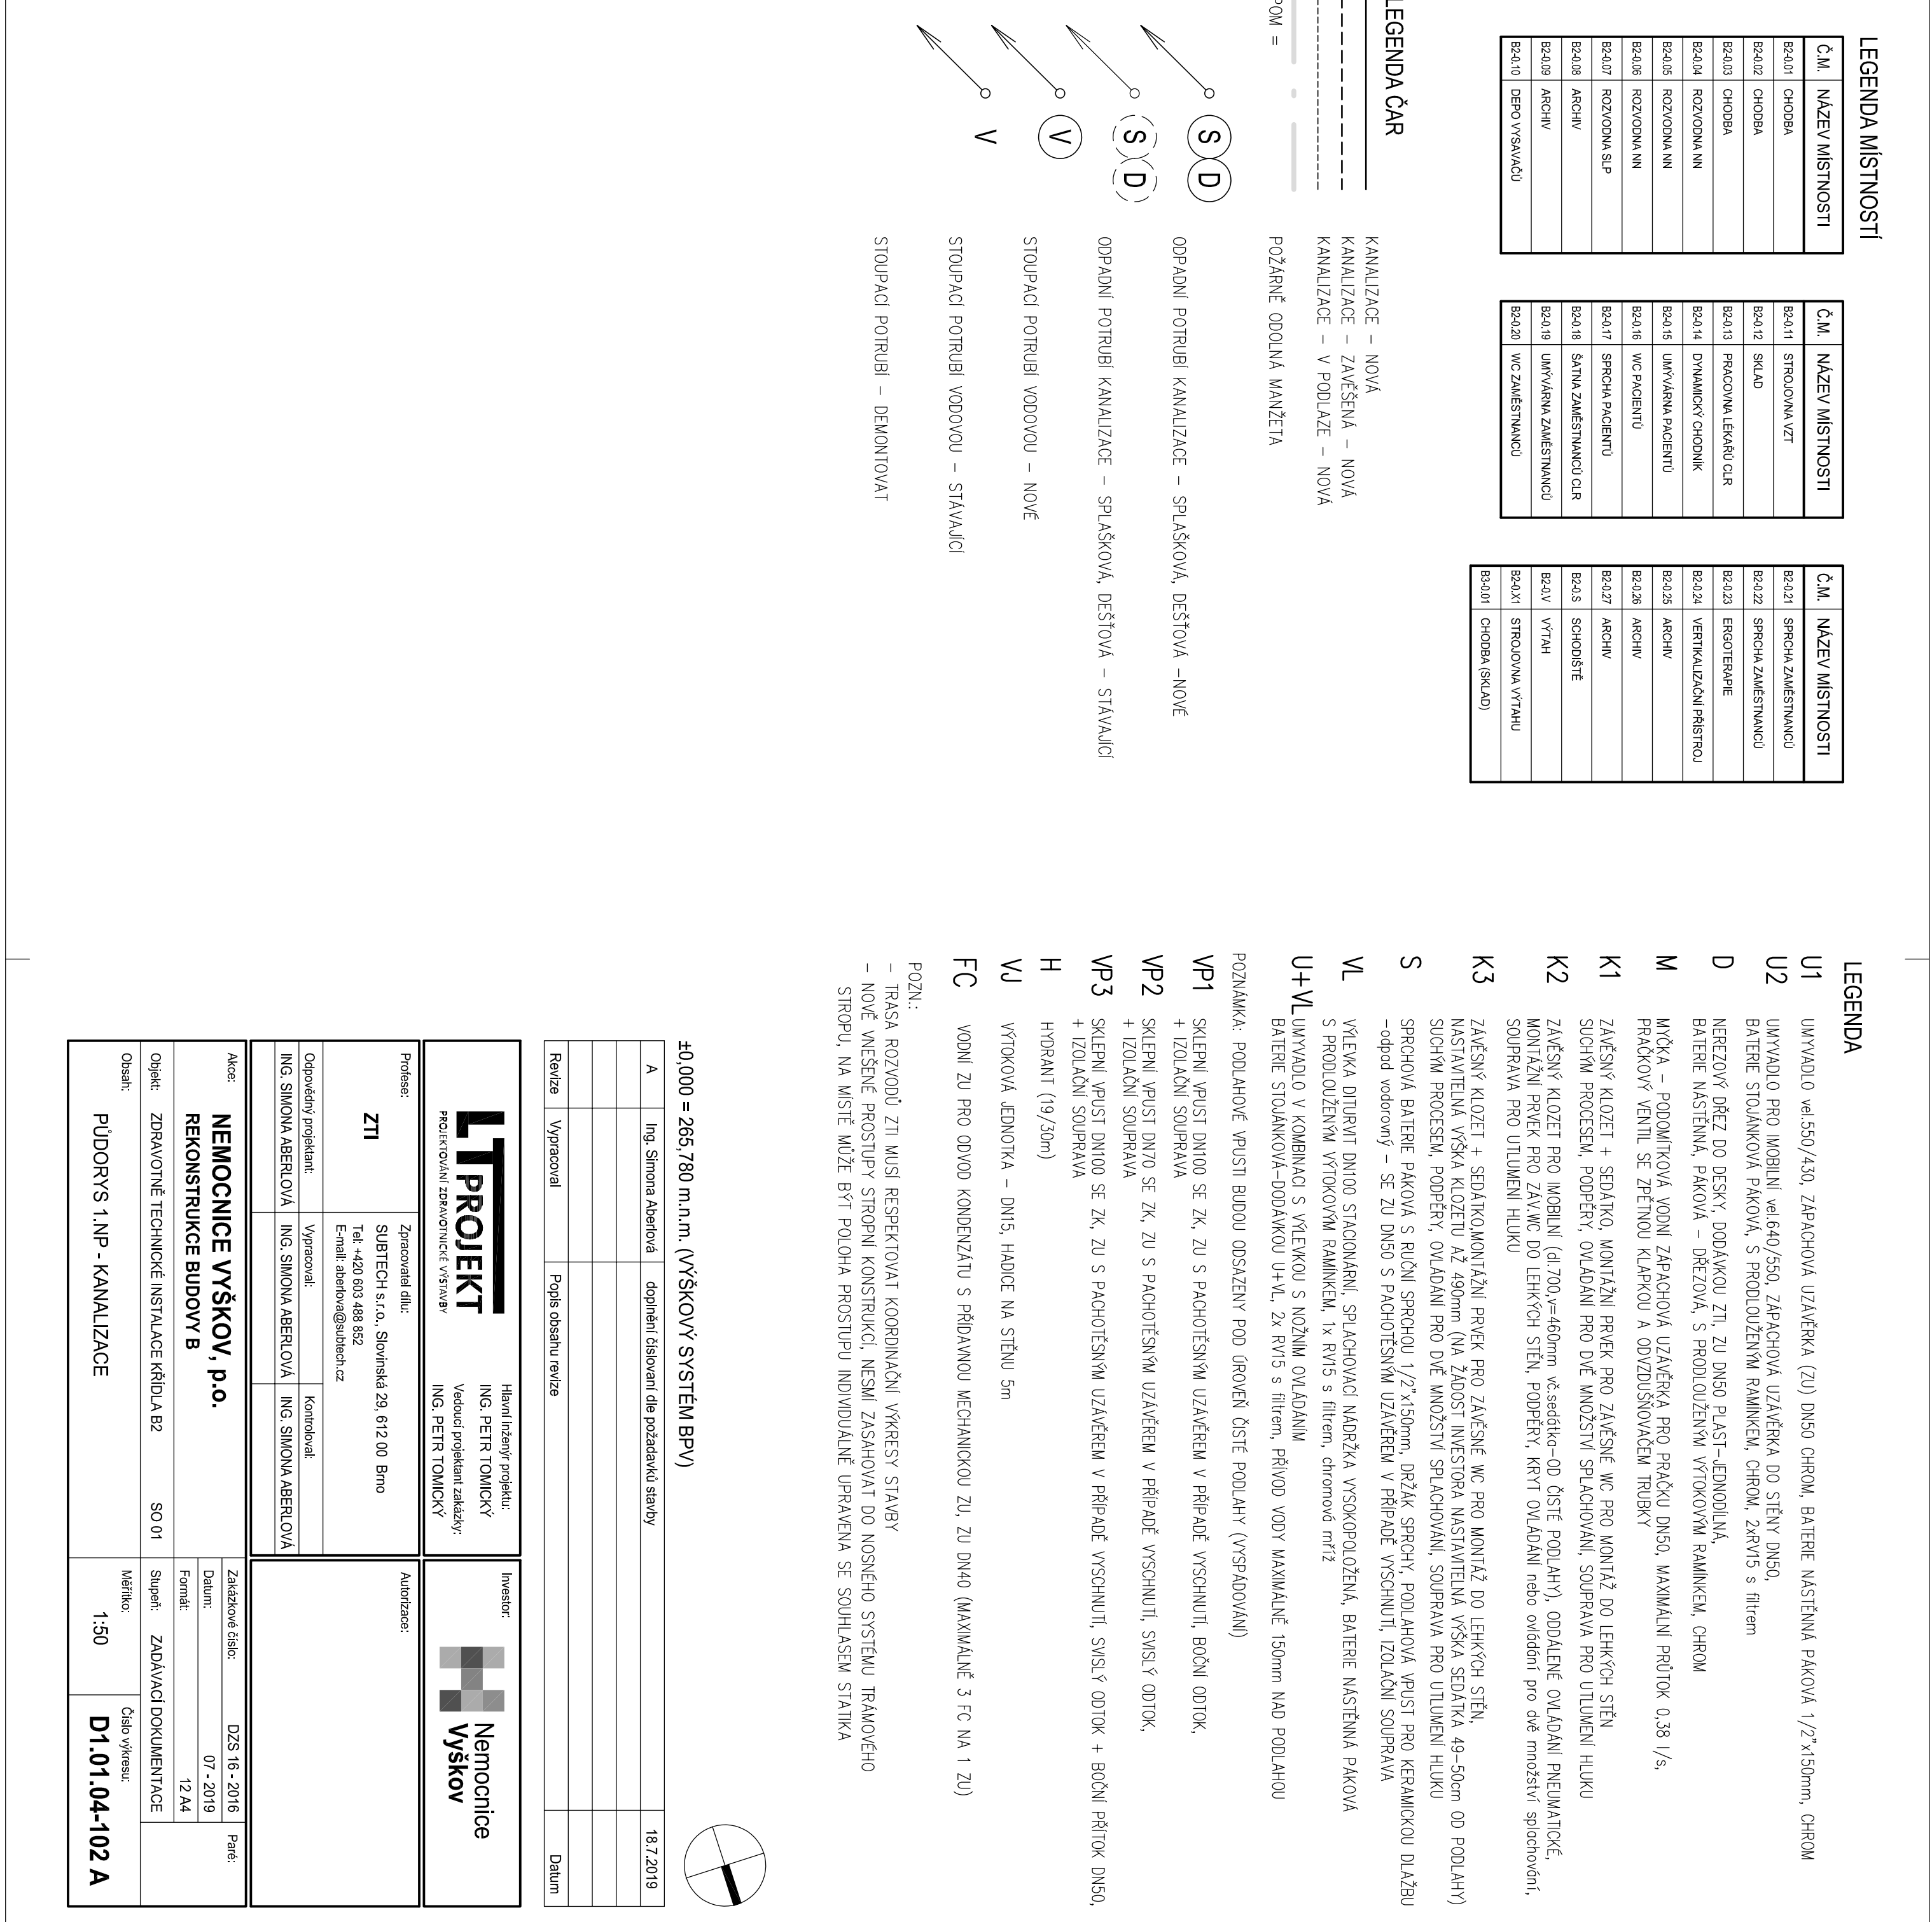 LEGENDA MÍSTNOSTÍ
Č.M. NÁZEV MÍSTNOSTI
B2-0.01 CHODBA
B2-0.02 CHODBA
B2-0.03 CHODBA
B2-0.04 ROZVODNA NN
B2-0.05 ROZVODNA NN
B2-0.06 ROZVODNA NN
B2-0.07 ROZVODNA SLP
B2-0.08 ARCHIV
B2-0.09 ARCHIV
B2-0.10 DEPO VYSAVAČŮ
Č.M. NÁZEV MÍSTNOSTI
B2-0.11 STROJOVNA VZT
B2-0.12 SKLAD
B2-0.13 PRACOVNA LÉKAŘŮ CLR
B2-0.14 DYNAMICKÝ CHODNÍK
B2-0.15 UMÝVÁRNA PACIENTŮ
B2-0.16 WC PACIENTŮ
B2-0.17 SPRCHA PACIENTŮ
B2-0.18 ŠATNA ZAMĚSTNANCŮ CLR
B2-0.19 UMÝVÁRNA ZAMĚSTNANCŮ
B2-0.20 WC ZAMĚSTNANCŮ
Č.M. NÁZEV MÍSTNOSTI
B2-0.21 SPRCHA ZAMĚSTNANCŮ
B2-0.22 SPRCHA ZAMĚSTNANCŮ
B2-0.23 ERGOTERAPIE
B2-0.24 VERTIKALIZAČNÍ PŘÍSTROJ
B2-0.25 ARCHIV
B2-0.26 ARCHIV
B2-0.27 ARCHIV
B2-0.S SCHODIŠTĚ
B2-0.V VÝTAH
B2-0.X1 STROJOVNA VÝTAHU
B3-0.01 CHODBA (SKLAD)
LEGENDA ČAR
KANALIZACE – NOVÁ
KANALIZACE – ZAVĚŠENÁ – NOVÁ
KANALIZACE – V PODLAZE – NOVÁ
POM = POŽÁRNĚ ODOLNÁ MANŽETA
S D ODPADNÍ POTRUBÍ KANALIZACE – SPLAŠKOVÁ, DEŠŤOVÁ –NOVÉ
S D ODPADNÍ POTRUBÍ KANALIZACE – SPLAŠKOVÁ, DEŠŤOVÁ – STÁVAJÍCÍ
V STOUPACÍ POTRUBÍ VODOVOU – NOVÉ
V STOUPACÍ POTRUBÍ VODOVOU – STÁVAJÍCÍ
STOUPACÍ POTRUBÍ – DEMONTOVAT
LEGENDA
U1 UMYVADLO vel.550/430, ZÁPACHOVÁ UZÁVĚRKA (ZU) DN50 CHROM, BATERIE NÁSTĚNNÁ PÁKOVÁ 1/2"x150mm, CHROM
U2 UMYVADLO PRO IMOBILNÍ vel.640/550, ZÁPACHOVÁ UZÁVĚRKA DO STĚNY DN50,
BATERIE STOJÁNKOVÁ PÁKOVÁ, S PRODLOUŽENÝM RAMÍNKEM, CHROM, 2xRV15 s filtrem
D NEREZOVÝ DŘEZ DO DESKY, DODÁVKOU ZTI, ZU DN50 PLAST–JEDNODÍLNÁ,
BATERIE NÁSTĚNNÁ, PÁKOVÁ – DŘEZOVÁ, S PRODLOUŽENÝM VÝTOKOVÝM RAMÍNKEM, CHROM
M MYČKA – PODOMÍTKOVÁ VODNÍ ZÁPACHOVÁ UZÁVĚRKA PRO PRAČKU DN50, MAXIMÁLNÍ PRŮTOK 0,38 l/s,
PRAČKOVÝ VENTIL SE ZPĚTNOU KLAPKOU A ODVZDUŠŇOVAČEM TRUBKY
K1 ZÁVĚSNÝ KLOZET + SEDÁTKO, MONTÁŽNÍ PRVEK PRO ZÁVĚSNÉ WC PRO MONTÁŽ DO LEHKÝCH STĚN
SUCHÝM PROCESEM, PODPĚRY, OVLÁDÁNÍ PRO DVĚ MNOŽSTVÍ SPLACHOVÁNÍ, SOUPRAVA PRO UTLUMENÍ HLUKU
K2 ZÁVĚSNÝ KLOZET PRO IMOBILNÍ (dl.700,v=460mm vč.sedátka–OD ČISTÉ PODLAHY), ODDÁLENÉ OVLÁDÁNÍ PNEUMATICKÉ,
MONTÁŽNÍ PRVEK PRO ZÁV.WC DO LEHKÝCH STĚN, PODPĚRY, KRYT OVLÁDÁNÍ nebo ovládání pro dvě množství splachování,
SOUPRAVA PRO UTLUMENÍ HLUKU
K3 ZÁVĚSNÝ KLOZET + SEDÁTKO,MONTÁŽNÍ PRVEK PRO ZÁVĚSNÉ WC PRO MONTÁŽ DO LEHKÝCH STĚN,
NASTAVITELNÁ VÝŠKA KLOZETU AŽ 490mm (NA ŽÁDOST INVESTORA NASTAVITELNÁ VÝŠKA SEDÁTKA 49–50cm OD PODLAHY)
SUCHÝM PROCESEM, PODPĚRY, OVLÁDÁNÍ PRO DVĚ MNOŽSTVÍ SPLACHOVÁNÍ, SOUPRAVA PRO UTLUMENÍ HLUKU
S SPRCHOVÁ BATERIE PÁKOVÁ S RUČNÍ SPRCHOU 1/2"x150mm, DRŽÁK SPRCHY, PODLAHOVÁ VPUST PRO KERAMICKOU DLAŽBU
–odpad vodorovný – SE ZU DN50 S PACHOTĚSNÝM UZÁVĚREM V PŘÍPADĚ VYSCHNUTÍ, IZOLAČNÍ SOUPRAVA
VL VÝLEVKA DITURVIT DN100 STACIONÁRNÍ, SPLACHOVACÍ NÁDRŽKA VYSOKOPOLOŽENÁ, BATERIE NÁSTĚNNÁ PÁKOVÁ
S PRODLOUŽENÝM VÝTOKOVÝM RAMÍNKEM, 1x RV15 s filtrem, chromová mříž
U+VL UMYVADLO V KOMBINACI S VÝLEVKOU S NOŽNÍM OVLÁDÁNÍM
BATERIE STOJÁNKOVÁ–DODÁVKOU U+VL, 2x RV15 s filtrem, PŘÍVOD VODY MAXIMÁLNĚ 150mm NAD PODLAHOU
POZNÁMKA: PODLAHOVÉ VPUSTI BUDOU ODSAZENY POD ÚROVEŇ ČISTÉ PODLAHY (VYSPÁDOVÁNÍ)
VP1 SKLEPNÍ VPUST DN100 SE ZK, ZU S PACHOTĚSNÝM UZÁVĚREM V PŘÍPADĚ VYSCHNUTÍ, BOČNÍ ODTOK,
+ IZOLAČNÍ SOUPRAVA
VP2 SKLEPNÍ VPUST DN70 SE ZK, ZU S PACHOTĚSNÝM UZÁVĚREM V PŘÍPADĚ VYSCHNUTÍ, SVISLÝ ODTOK,
+ IZOLAČNÍ SOUPRAVA
VP3 SKLEPNÍ VPUST DN100 SE ZK, ZU S PACHOTĚSNÝM UZÁVĚREM V PŘÍPADĚ VYSCHNUTÍ, SVISLÝ ODTOK + BOČNÍ PŘÍTOK DN50,
+ IZOLAČNÍ SOUPRAVA
H HYDRANT (19/30m)
VJ VÝTOKOVÁ JEDNOTKA – DN15, HADICE NA STĚNU 5m
FC VODNÍ ZU PRO ODVOD KONDENZÁTU S PŘÍDAVNOU MECHANICKOU ZU, ZU DN40 (MAXIMÁLNĚ 3 FC NA 1 ZU)
POZN.:
– TRASA ROZVODŮ ZTI MUSÍ RESPEKTOVAT KOORDINAČNÍ VÝKRESY STAVBY
– NOVĚ VNEŠENÉ PROSTUPY STROPNÍ KONSTRUKCÍ, NESMÍ ZASAHOVAT DO NOSNÉHO SYSTÉMU TRÁMOVÉHO
STROPU, NA MÍSTĚ MŮŽE BÝT POLOHA PROSTUPU INDIVIDUÁLNĚ UPRAVENA SE SOUHLASEM STATIKA
±0,000 = 265,780 m.n.m. (VÝŠKOVÝ SYSTÉM BPV)
A Ing. Simona Aberlová doplnění číslovaní dle požadavků stavby 18.7.2019
Revize Vypracoval Popis obsahu revize Datum
LT PROJEKT
PROJEKTOVÁNÍ ZDRAVOTNICKÉ VÝSTAVBY
Hlavní inženýr projektu:
ING. PETR TOMICKÝ
Vedoucí projektant zakázky:
ING. PETR TOMICKÝ
Investor:
Nemocnice
Vyškov
Profese:
ZTI
Zpracovatel dílu:
SUBTECH s.r.o., Slovinská 29, 612 00 Brno
Tel: +420 603 488 852
E-mail: aberlova@subtech.cz
Autorizace:
Odpovědný projektant: Vypracoval: Kontroloval:
ING. SIMONA ABERLOVÁ ING. SIMONA ABERLOVÁ ING. SIMONA ABERLOVÁ
Akce:
NEMOCNICE VYŠKOV, p.o.
REKONSTRUKCE BUDOVY B
Zakázkové číslo: DZS 16 - 2016
Datum: 07 - 2019
Formát: 12 A4
Paré:
Objekt: ZDRAVOTNĚ TECHNICKÉ INSTALACE KŘÍDLA B2 SO 01
Stupeň: ZADÁVACÍ DOKUMENTACE
Obsah:
PŮDORYS 1.NP - KANALIZACE
Měřítko:
1:50
Číslo výkresu:
D1.01.04-102 A